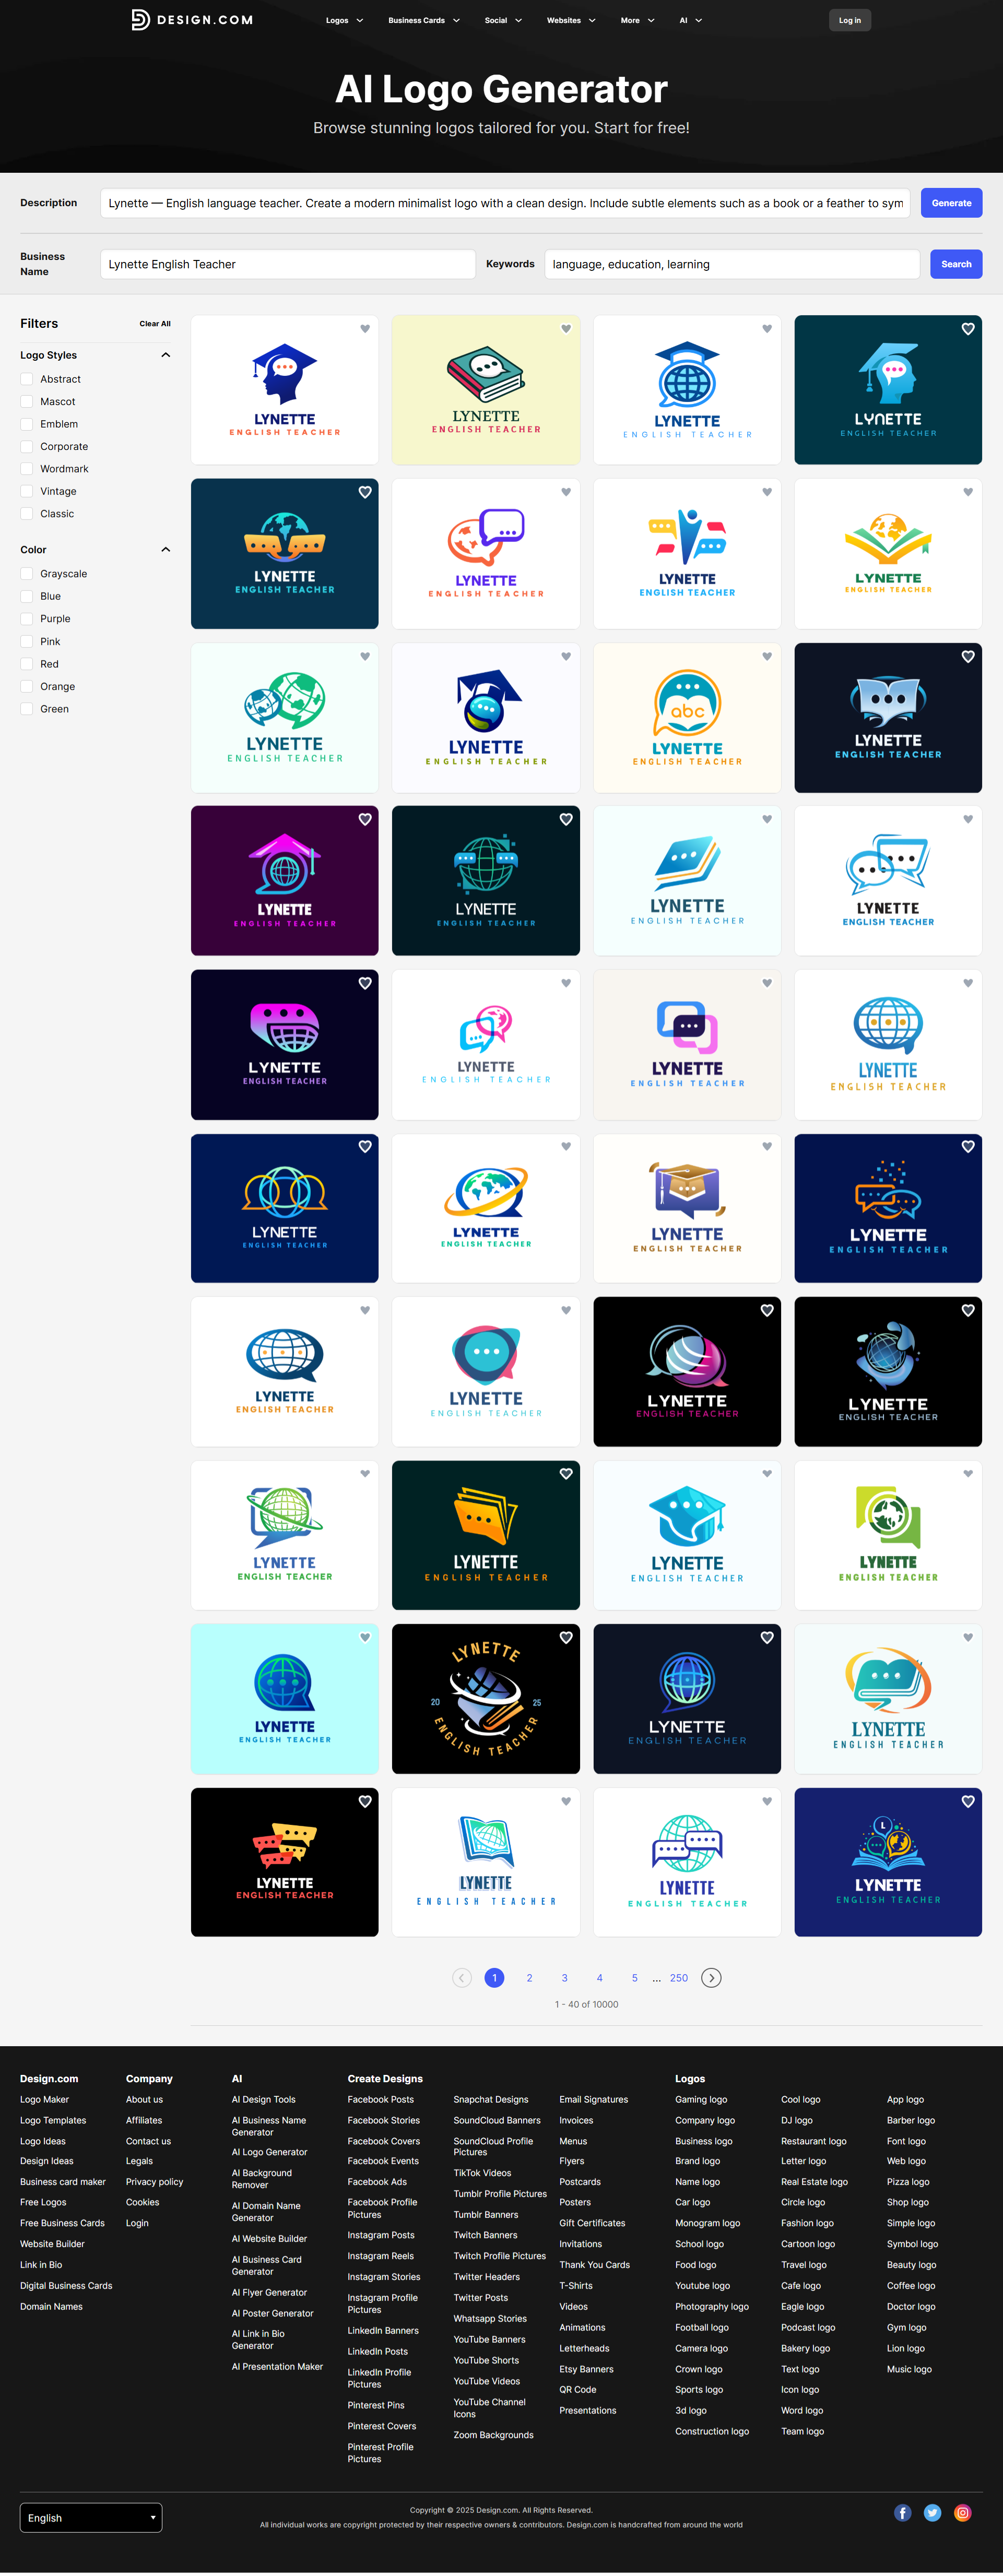 DESIGN.COM
Logos
Business Cards
Social
Websites
More
AI
Log in
AI Logo Generator
Browse stunning logos tailored for you. Start for free!
Description
Lynette — English language teacher. Create a modern minimalist logo with a clean design. Include subtle elements such as a book or a feather to sym
Generate
Business
Name
Lynette English Teacher
Keywords
language, education, learning
Search
Filters
Clear All
Logo Styles
Abstract
Mascot
Emblem
Corporate
Wordmark
Vintage
Classic
Color
Grayscale
Blue
Purple
Pink
Red
Orange
Green
LYNETTE
ENGLISH TEACHER
LYNETTE
ENGLISH TEACHER
LYNETTE
ENGLISH TEACHER
LYNETTE
ENGLISH TEACHER
LYNETTE
ENGLISH TEACHER
LYNETTE
ENGLISH TEACHER
LYNETTE
ENGLISH TEACHER
LYNETTE
ENGLISH TEACHER
LYNETTE
ENGLISH TEACHER
LYNETTE
ENGLISH TEACHER
abc
LYNETTE
ENGLISH TEACHER
LYNETTE
ENGLISH TEACHER
LYNETTE
ENGLISH TEACHER
LYNETTE
ENGLISH TEACHER
LYNETTE
ENGLISH TEACHER
LYNETTE
ENGLISH TEACHER
LYNETTE
ENGLISH TEACHER
LYNETTE
ENGLISH TEACHER
LYNETTE
ENGLISH TEACHER
LYNETTE
ENGLISH TEACHER
LYNETTE
ENGLISH TEACHER
LYNETTE
ENGLISH TEACHER
LYNETTE
ENGLISH TEACHER
LYNETTE
ENGLISH TEACHER
LYNETTE
ENGLISH TEACHER
LYNETTE
ENGLISH TEACHER
LYNETTE
ENGLISH TEACHER
LYNETTE
ENGLISH TEACHER
LYNETTE
ENGLISH TEACHER
LYNETTE
ENGLISH TEACHER
LYNETTE
ENGLISH TEACHER
LYNETTE
ENGLISH TEACHER
LYNETTE
ENGLISH TEACHER
LYNETTE
20 25
ENGLISH TEACHER
LYNETTE
ENGLISH TEACHER
LYNETTE
ENGLISH TEACHER
LYNETTE
ENGLISH TEACHER
LYNETTE
ENGLISH TEACHER
LYNETTE
ENGLISH TEACHER
L
LYNETTE
ENGLISH TEACHER
1 2 3 4 5 ... 250
1 - 40 of 10000
Design.com
Logo Maker
Logo Templates
Logo Ideas
Design Ideas
Business card maker
Free Logos
Free Business Cards
Website Builder
Link in Bio
Digital Business Cards
Domain Names
Company
About us
Affiliates
Contact us
Legals
Privacy policy
Cookies
Login
AI
AI Design Tools
AI Business Name
Generator
AI Logo Generator
AI Background
Remover
AI Domain Name
Generator
AI Website Builder
AI Business Card
Generator
AI Flyer Generator
AI Poster Generator
AI Link in Bio
Generator
AI Presentation Maker
Create Designs
Facebook Posts
Facebook Stories
Facebook Covers
Facebook Events
Facebook Ads
Facebook Profile
Pictures
Instagram Posts
Instagram Reels
Instagram Stories
Instagram Profile
Pictures
LinkedIn Banners
LinkedIn Posts
LinkedIn Profile
Pictures
Pinterest Pins
Pinterest Covers
Pinterest Profile
Pictures
Snapchat Designs
SoundCloud Banners
SoundCloud Profile
Pictures
TikTok Videos
Tumblr Profile Pictures
Tumblr Banners
Twitch Banners
Twitch Profile Pictures
Twitter Headers
Twitter Posts
Whatsapp Stories
YouTube Banners
YouTube Shorts
YouTube Videos
YouTube Channel
Icons
Zoom Backgrounds
Email Signatures
Invoices
Menus
Flyers
Postcards
Posters
Gift Certificates
Invitations
Thank You Cards
T-Shirts
Videos
Animations
Letterheads
Etsy Banners
QR Code
Presentations
Logos
Gaming logo
Company logo
Business logo
Brand logo
Name logo
Car logo
Monogram logo
School logo
Food logo
Youtube logo
Photography logo
Football logo
Camera logo
Crown logo
Sports logo
3d logo
Construction logo
Cool logo
DJ logo
Restaurant logo
Letter logo
Real Estate logo
Circle logo
Fashion logo
Cartoon logo
Travel logo
Cafe logo
Eagle logo
Podcast logo
Bakery logo
Text logo
Icon logo
Word logo
Team logo
App logo
Barber logo
Font logo
Web logo
Pizza logo
Shop logo
Simple logo
Symbol logo
Beauty logo
Coffee logo
Doctor logo
Gym logo
Lion logo
Music logo
English
Copyright © 2025 Design.com. All Rights Reserved.
All individual works are copyright protected by their respective owners & contributors. Design.com is handcrafted from around the world